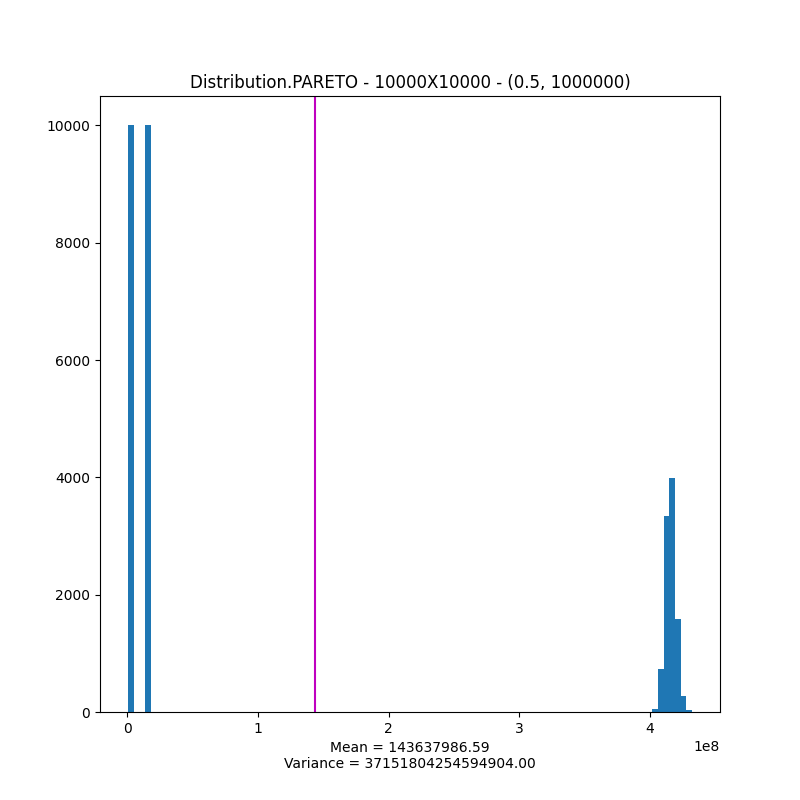 Distribution.PARETO - 10000X10000 - (0.5, 1000000)
10000
8000
6000
4000
2000
0
0 1 2 3 4
1e8
Mean = 143637986.59
Variance = 37151804254594904.00